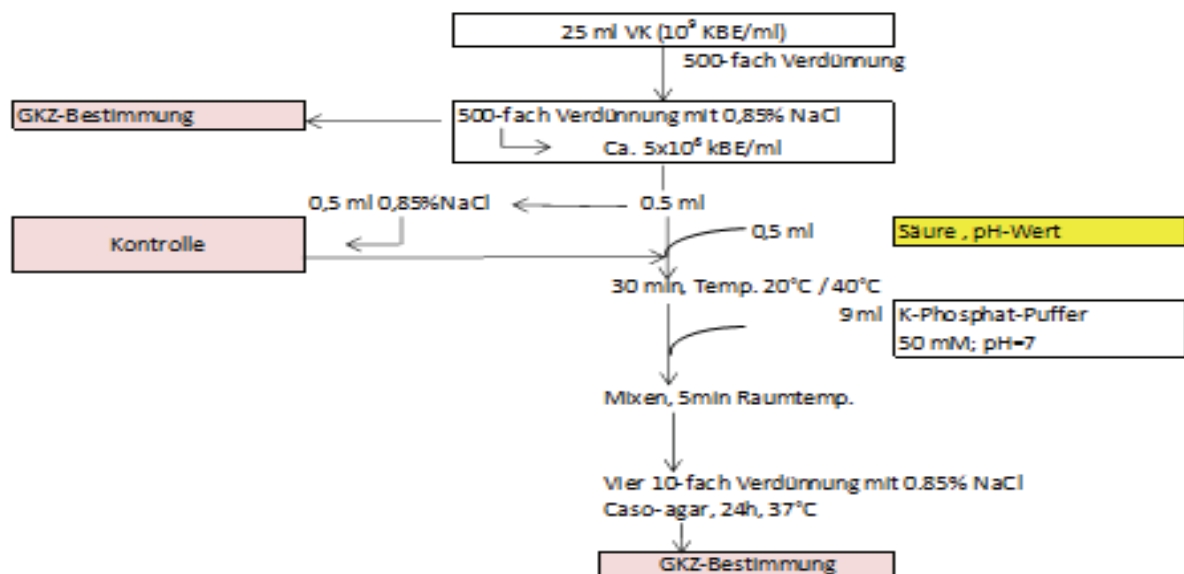 25 ml VK (10⁹ KBE/ml)
500-fach Verdünnung
GKZ-Bestimmung
500-fach Verdünnung mit 0,85% NaCl
Ca. 5x10⁶ kBE/ml
0,5 ml 0,85%NaCl
0.5 ml
Kontrolle
0,5 ml
Säure , pH-Wert
30 min, Temp. 20°C / 40°C
9 ml
K-Phosphat-Puffer
50 mM; pH=7
Mixen, 5min Raumtemp.
Vier 10-fach Verdünnung mit 0.85% NaCl
Caso-agar, 24h, 37°C
GKZ-Bestimmung